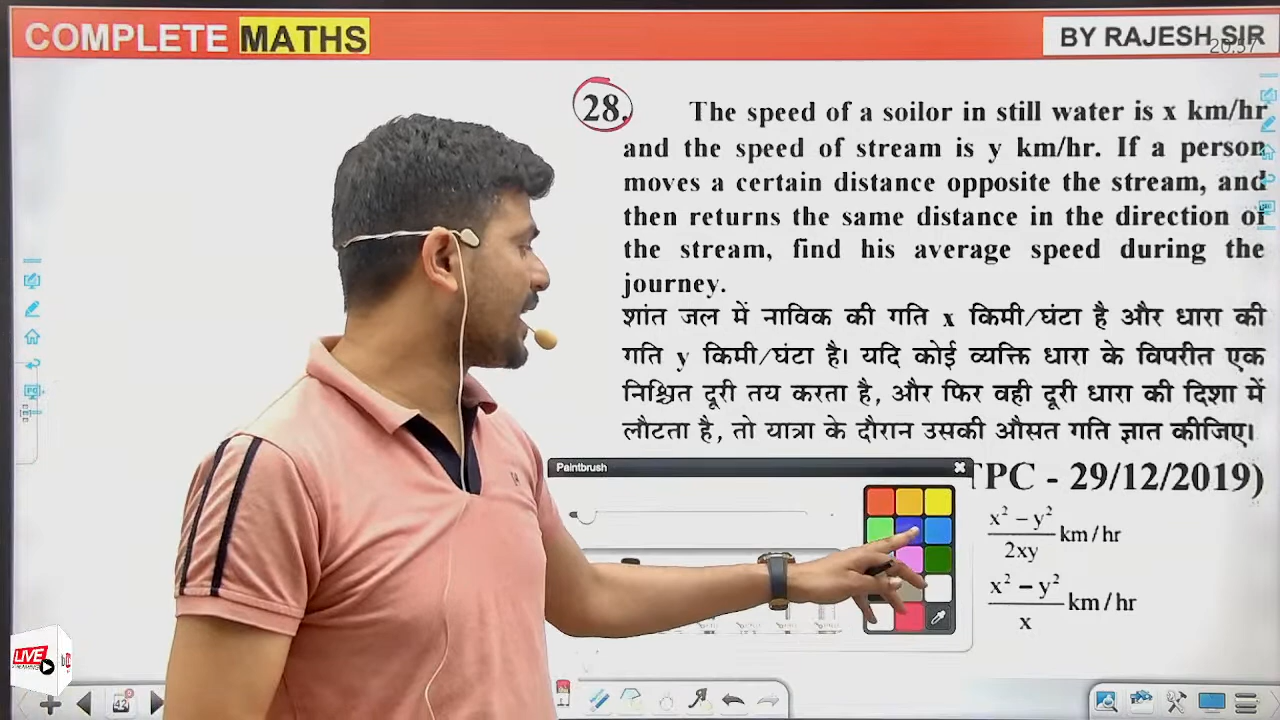 COMPLETE MATHS
BY RAJESH SIR
20:57
28. The speed of a soilor in still water is x km/hr
and the speed of stream is y km/hr. If a person
moves a certain distance opposite the stream, and
then returns the same distance in the direction of
the stream, find his average speed during the
journey.
शांत जल में नाविक की गति x किमी/घंटा है और धारा की
गति y किमी/घंटा है। यदि कोई व्यक्ति धारा के विपरीत एक
निश्चित दूरी तय करता है, और फिर वही दूरी धारा की दिशा में
लौटता है, तो यात्रा के दौरान उसकी औसत गति ज्ञात कीजिए।
Paintbrush
TPC - 29/12/2019)
x² – y²
2xy
km / hr
x² – y²
x
km / hr
LIVE
43